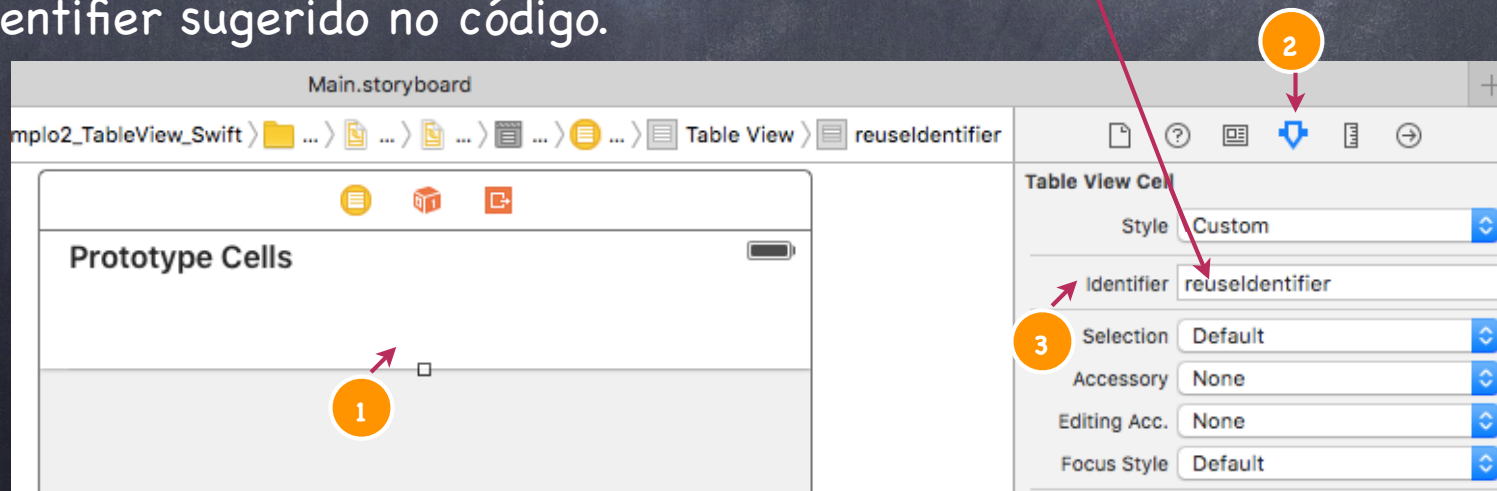 entifier sugerido no código.
2
Main.storyboard
mplo2_TableView_Swift 〉 ... 〉 ... 〉 ... 〉 ... 〉 ... 〉 Table View 〉 reuseIdentifier
Table View Cell
Prototype Cells
Style Custom
Identifier reuseIdentifier
3
Selection Default
1
Accessory None
Editing Acc. None
Focus Style Default